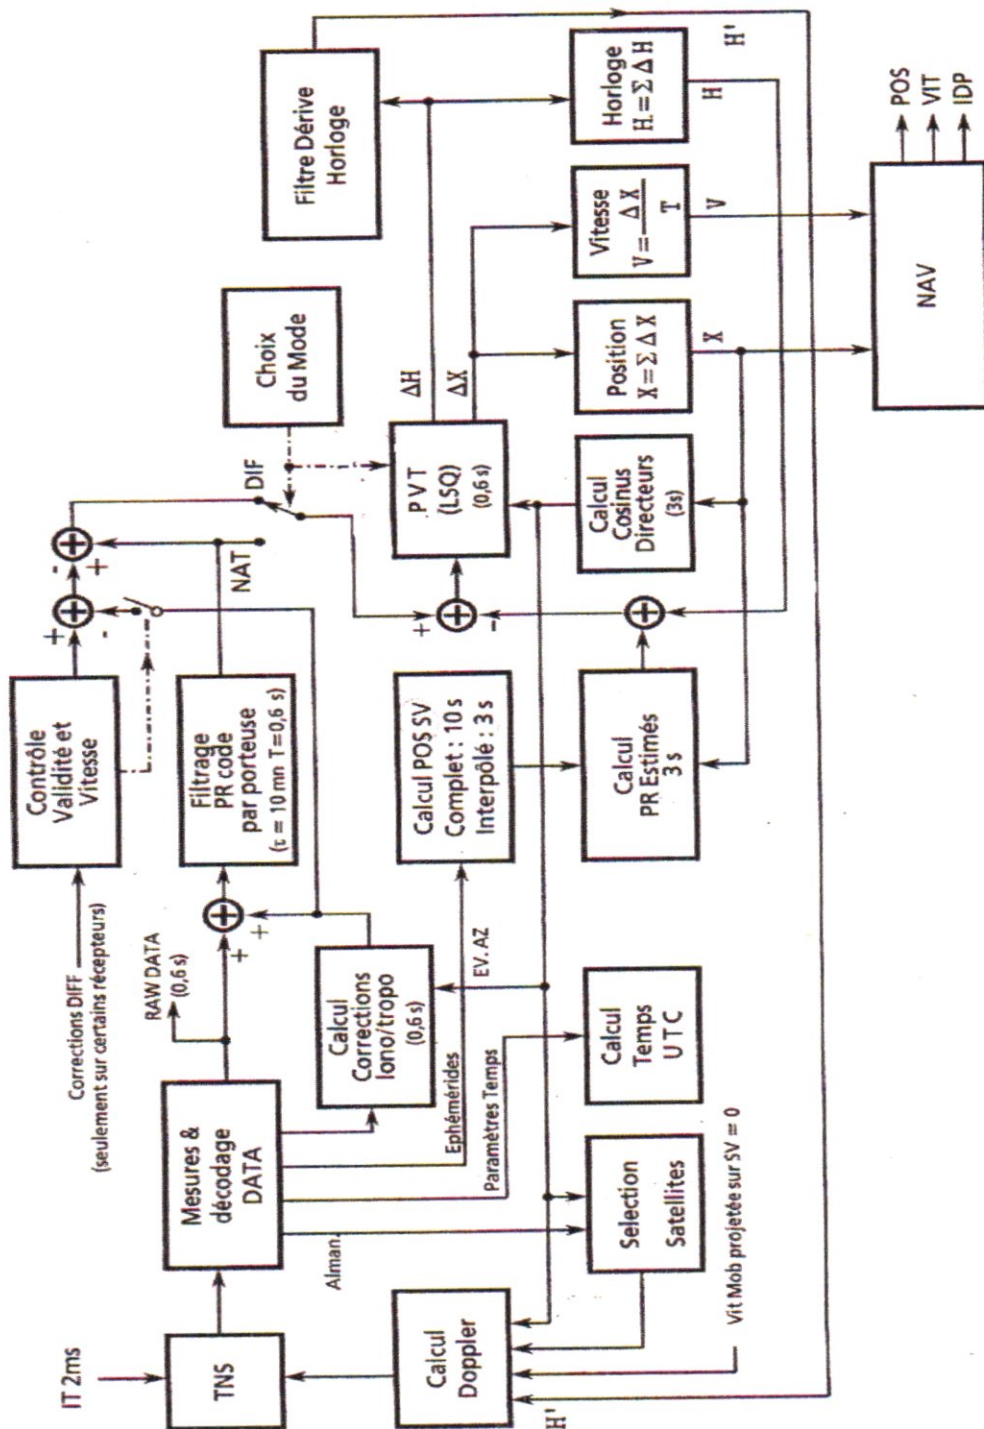 IT 2ms
TNS
Mesures &
décodage
DATA
RAW DATA
(0,6 s)
Corrections DIFF
(seulement sur certains récepteurs)
Contrôle
Validité et
Vitesse
+
-
-
+
Filtrage
PR code
par porteuse
(τ = 10 mn T = 0,6 s)
+
+
NAT
DIF
Choix
du Mode
Filtre Dérive
Horloge
Calcul
Corrections
Iono/tropo
(0,6 s)
Alman.
Ephémérides
EV. AZ
Paramètres Temps
Calcul POS SV
Complet : 10 s
Interpôlé : 3 s
+
-
P V T
(LSQ)
(0,6 s)
ΔH
ΔX
Calcul
Doppler
H'
Selection
Satellites
Calcul
Temps
U T C
Calcul
PR Estimés
3 s
Calcul
Cosinus
Directeurs
(3s)
Position
X = Σ Δ X
Vitesse
V = Δ X
T
Horloge
H. = Σ Δ H
X
V
H
H'
Vit Mob projetée sur SV = 0
NAV
POS
VIT
IDP